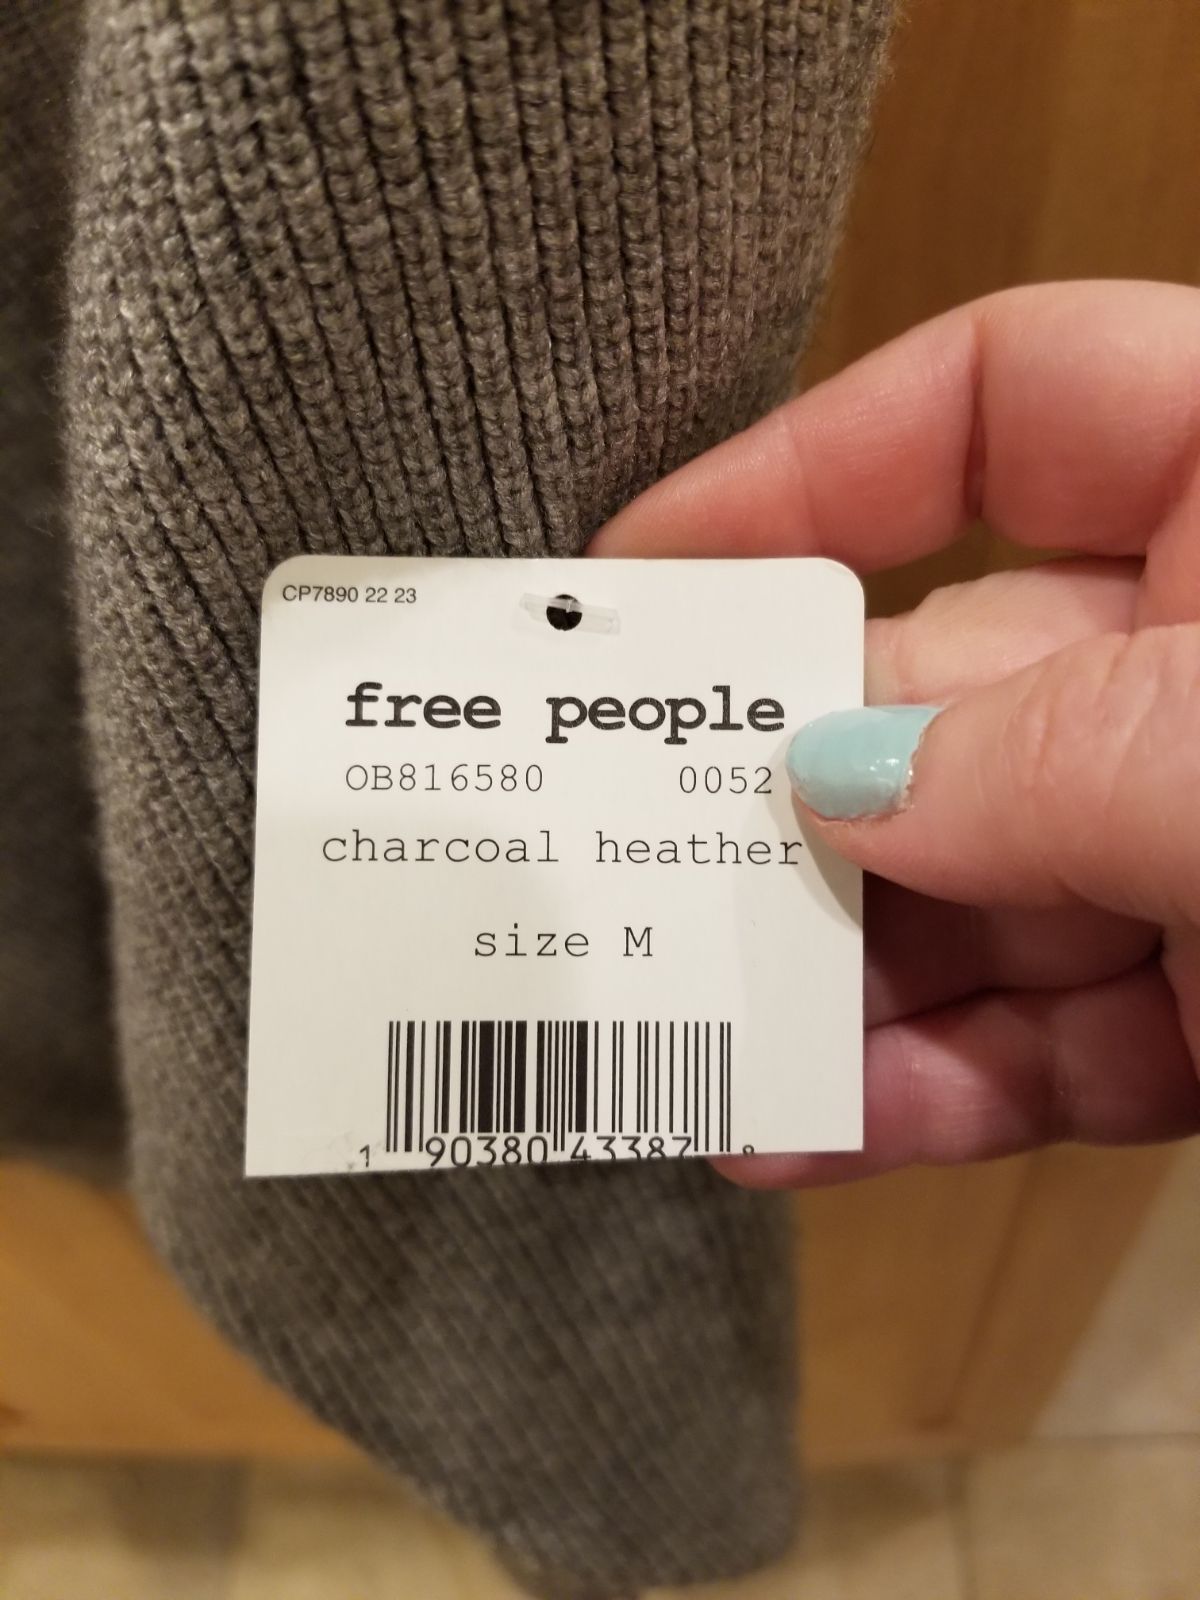 CP7890 22 23
free people
OB816580 0052
charcoal heather
size M
1 90380 43387 8